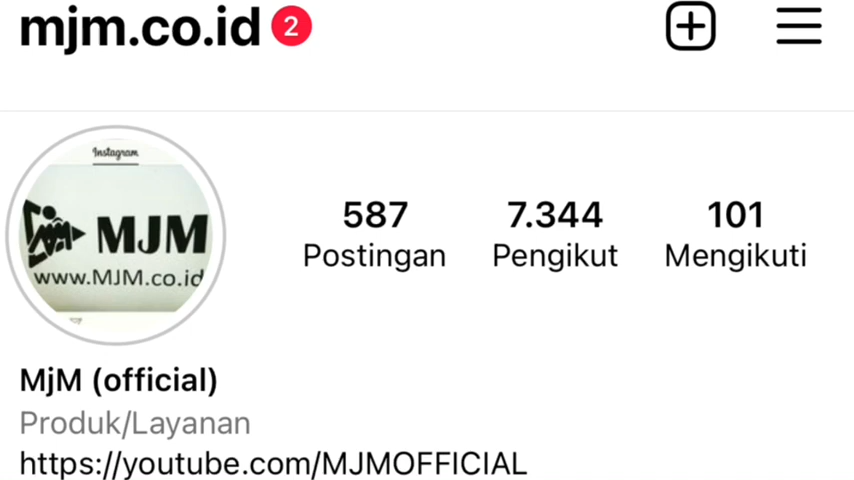 mjm.co.id 2
Instagram
MJM
www.MJM.co.id
587 7.344 101
Postingan Pengikut Mengikuti
MjM (official)
Produk/Layanan
https://youtube.com/MJMOFFICIAL